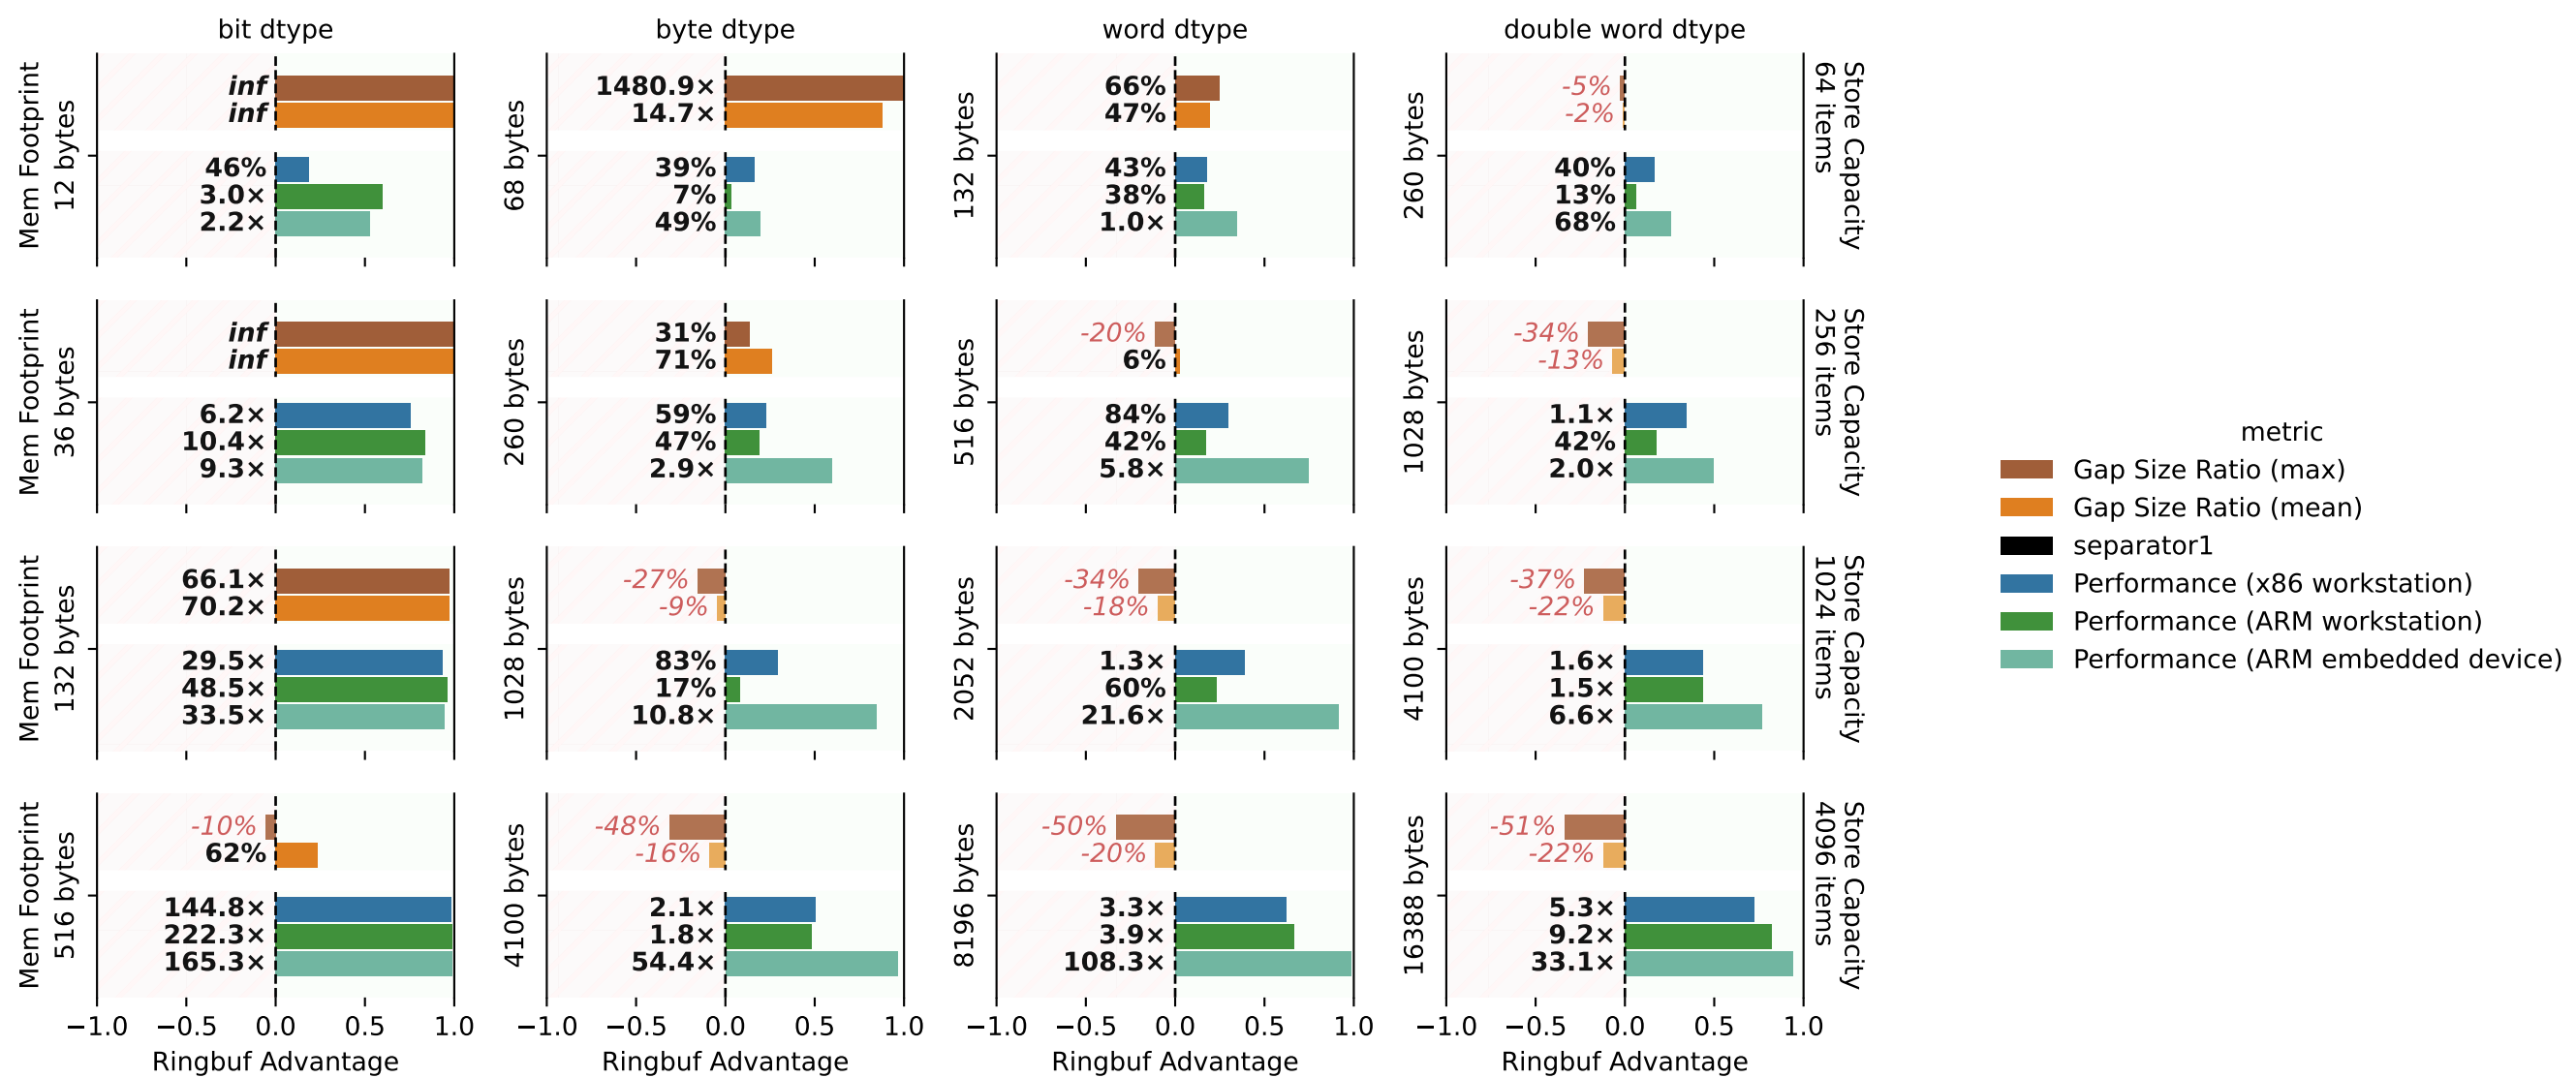 bit dtype
byte dtype
word dtype
double word dtype
Mem Footprint
12 bytes
inf
inf
46%
3.0×
2.2×
68 bytes
1480.9×
14.7×
39%
7%
49%
132 bytes
66%
47%
43%
38%
1.0×
260 bytes
-5%
-2%
40%
13%
68%
Store Capacity
64 items
Mem Footprint
36 bytes
inf
inf
6.2×
10.4×
9.3×
260 bytes
31%
71%
59%
47%
2.9×
516 bytes
-20%
6%
84%
42%
5.8×
1028 bytes
-34%
-13%
1.1×
42%
2.0×
Store Capacity
256 items
Mem Footprint
132 bytes
66.1×
70.2×
29.5×
48.5×
33.5×
1028 bytes
-27%
-9%
83%
17%
10.8×
2052 bytes
-34%
-18%
1.3×
60%
21.6×
4100 bytes
-37%
-22%
1.6×
1.5×
6.6×
Store Capacity
1024 items
Mem Footprint
516 bytes
-10%
62%
144.8×
222.3×
165.3×
4100 bytes
-48%
-16%
2.1×
1.8×
54.4×
8196 bytes
-50%
-20%
3.3×
3.9×
108.3×
16388 bytes
-51%
-22%
5.3×
9.2×
33.1×
Store Capacity
4096 items
−1.0 −0.5 0.0 0.5 1.0
−1.0 −0.5 0.0 0.5 1.0
−1.0 −0.5 0.0 0.5 1.0
−1.0 −0.5 0.0 0.5 1.0
Ringbuf Advantage
Ringbuf Advantage
Ringbuf Advantage
Ringbuf Advantage
metric
Gap Size Ratio (max)
Gap Size Ratio (mean)
separator1
Performance (x86 workstation)
Performance (ARM workstation)
Performance (ARM embedded device)